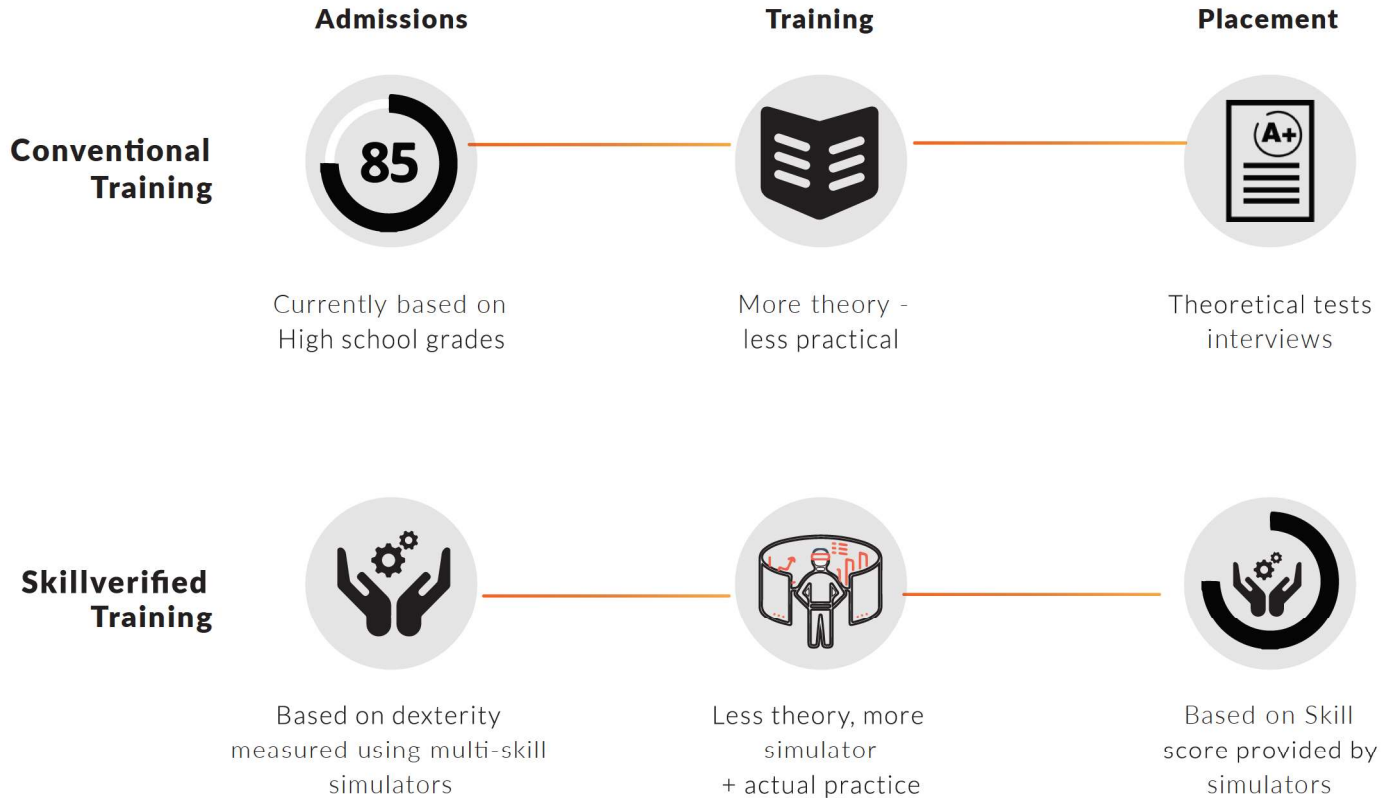 Admissions
Training
Placement
Conventional
Training
85
A+
Currently based on
High school grades
More theory -
less practical
Theoretical tests
interviews
Skillverified
Training
Based on dexterity
measured using multi-skill
simulators
Less theory, more
simulator
+ actual practice
Based on Skill
score provided by
simulators